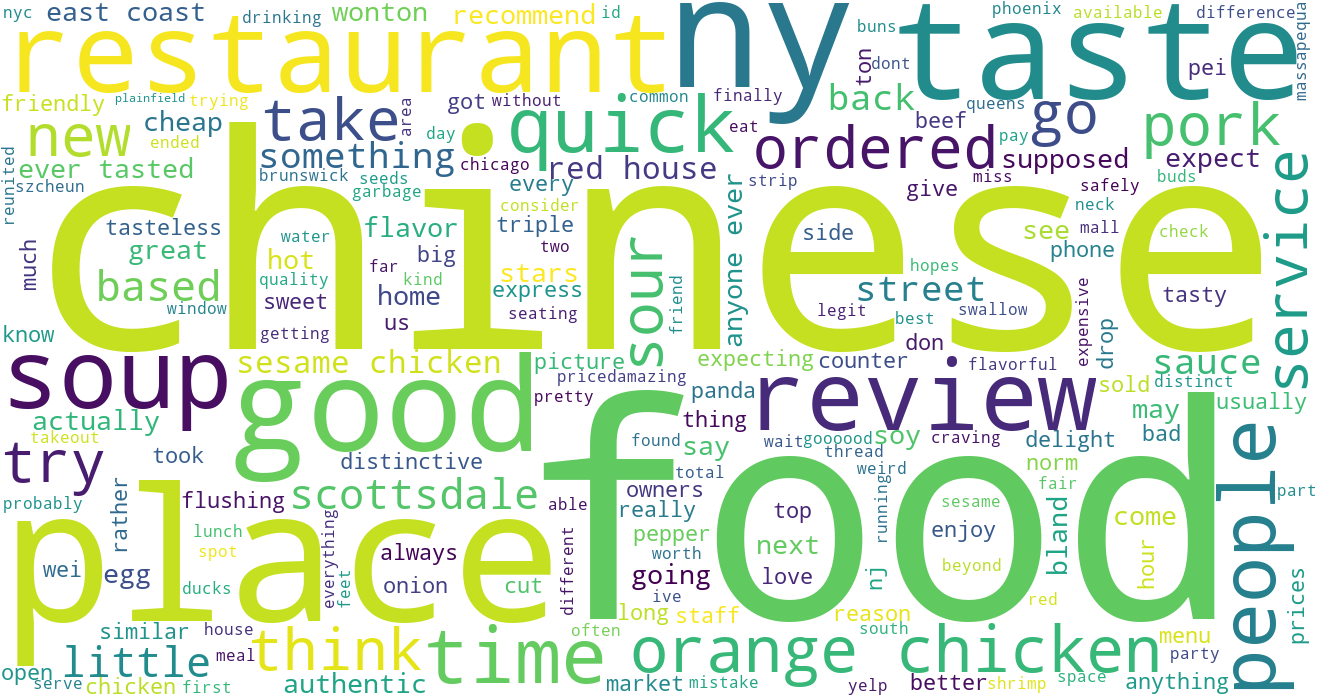 nyc east coast drinking wonton recommend id ny phoenix available difference
restaurant taste buns dont ton pei massapequa
friendly plainfield trying got without common finally back queens
new cheap take area quick eat beef go pork
reunited ended day ordered pay
ever tasted something chicago red house supposed expect
szcheun brunswick seeds garbage every consider strip give miss safely buds service
chinese
tasteless flavor triple neck
great water big two side see mall check
based hot far kind stars sour anyone ever phone
much quality express friend hopes street
window sweet home seating legit best swallow expensive tasty
know getting us don drop
soup sesame chicken picture expecting counter flavorful sauce
good pricedamazing panda review sold distinct
actually pretty thing may usually
takeout found say wait goooood soy craving delight bad
try took distinctive total thread weird norm people
probably rather flushing scottsdale able owners food fair part
place lunch everything really running top sesame bland come
spot always different pepper next enjoy
wei egg worth going love beyond hour
ducks feet onion cut ive nj red prices
similar house long staff reason
little meal think time often orange chicken south menu
open authentic market party
serve chicken first mistake yelp better shrimp space anything